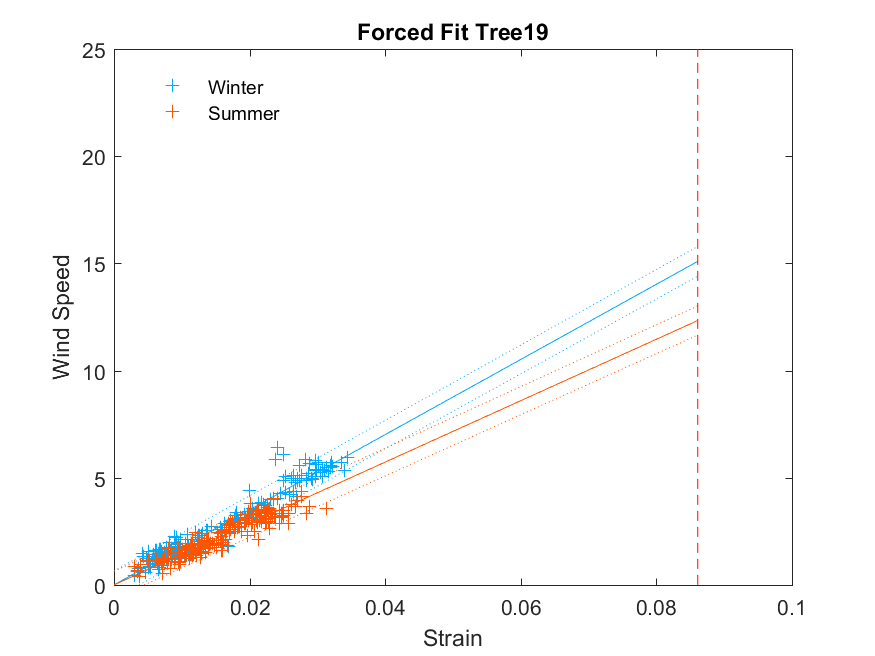 Forced Fit Tree19
25
20
15
10
5
0
Wind Speed
Winter
Summer
0 0.02 0.04 0.06 0.08 0.1
Strain